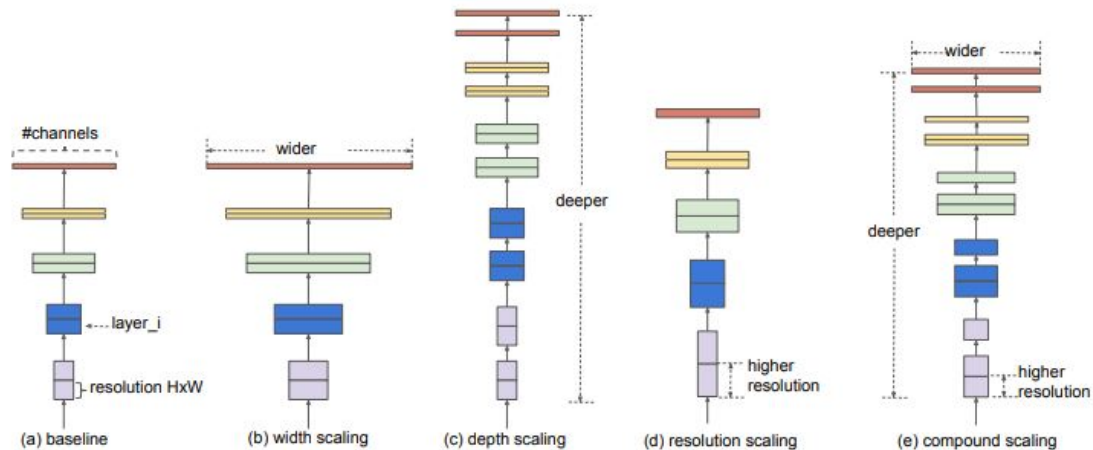 #channels
layer_i
resolution HxW
(a) baseline
wider
(b) width scaling
deeper
(c) depth scaling
higher
resolution
(d) resolution scaling
wider
deeper
higher
resolution
(e) compound scaling